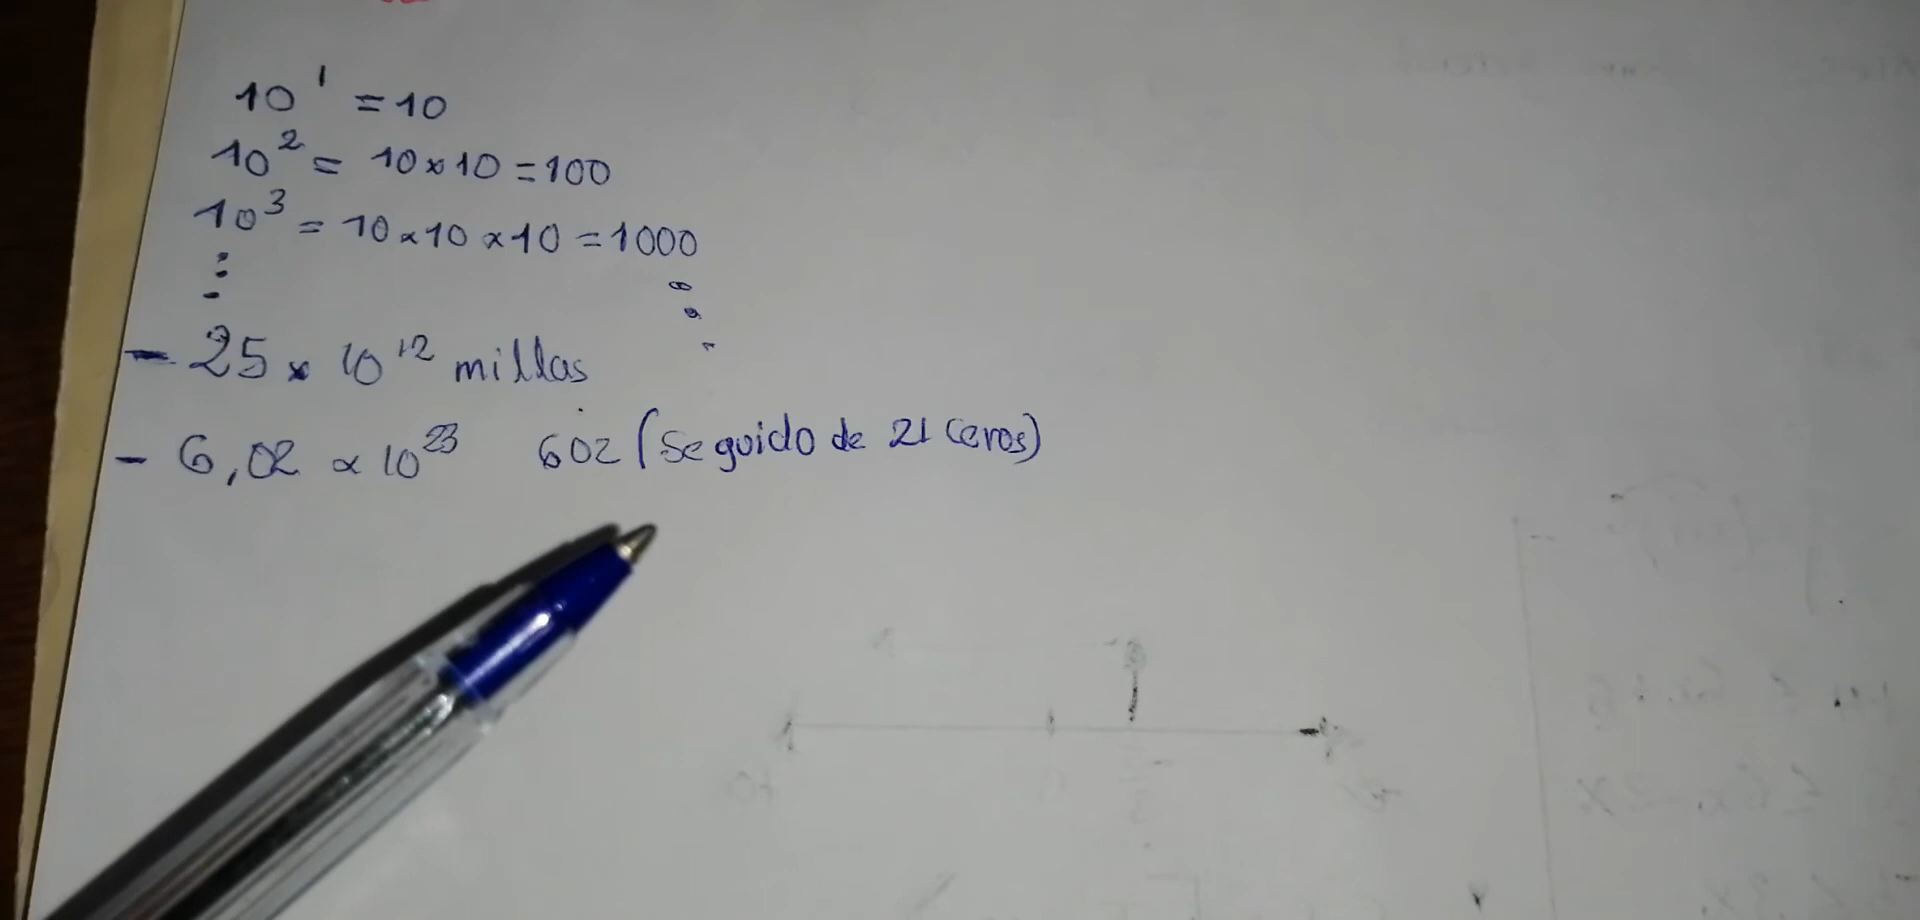 10¹ = 10
10² = 10 x 10 = 100
10³ = 10 x 10 x 10 = 1000
- 25 x 10¹² millas
- 6,02 x 10²³ 602 (Seguido de 21 Ceros)